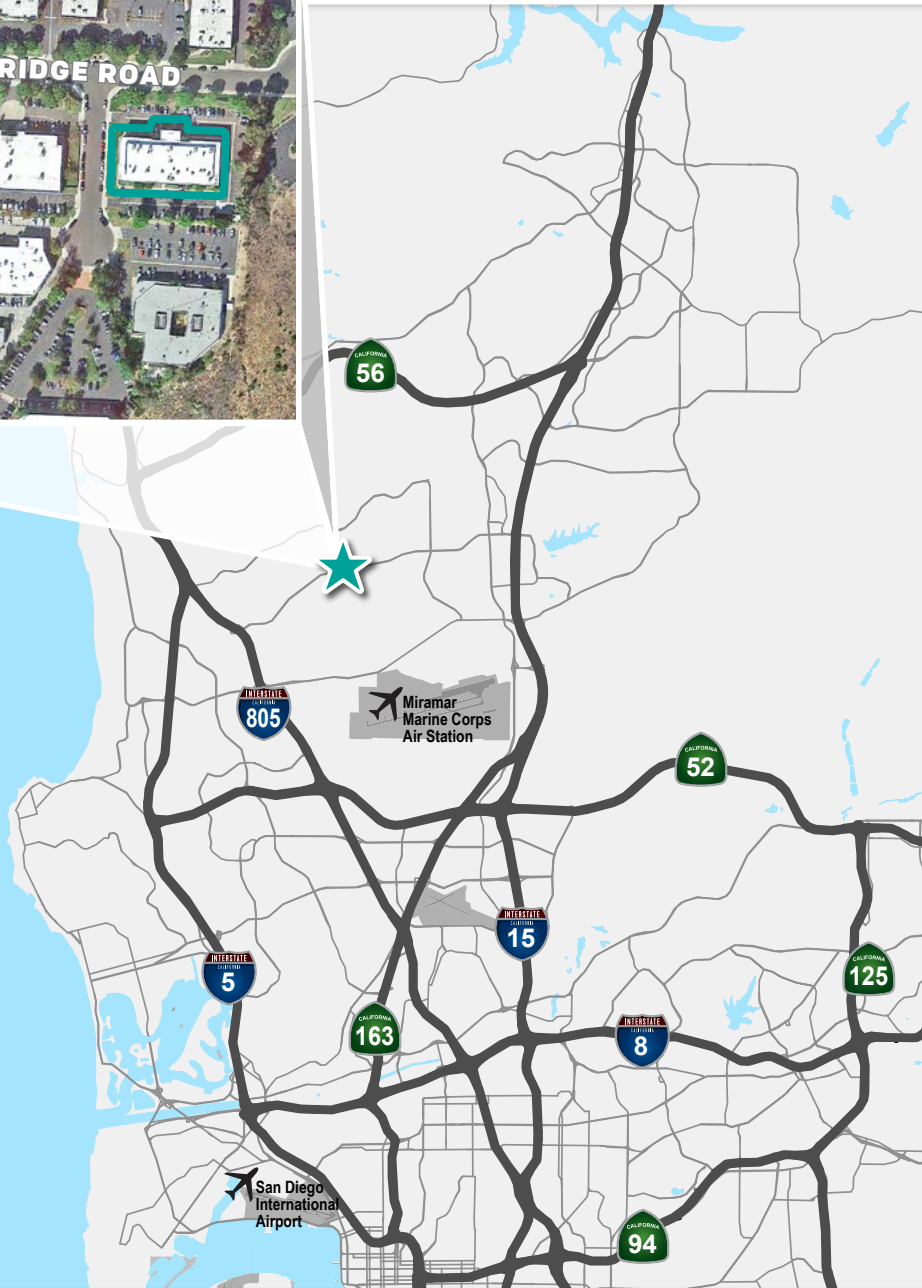 RIDGE ROAD
CALIFORNIA
56
INTERSTATE
CALIFORNIA
805
Miramar
Marine Corps
Air Station
CALIFORNIA
52
INTERSTATE
CALIFORNIA
15
INTERSTATE
CALIFORNIA
5
CALIFORNIA
125
CALIFORNIA
163
INTERSTATE
CALIFORNIA
8
San Diego
International
Airport
CALIFORNIA
94